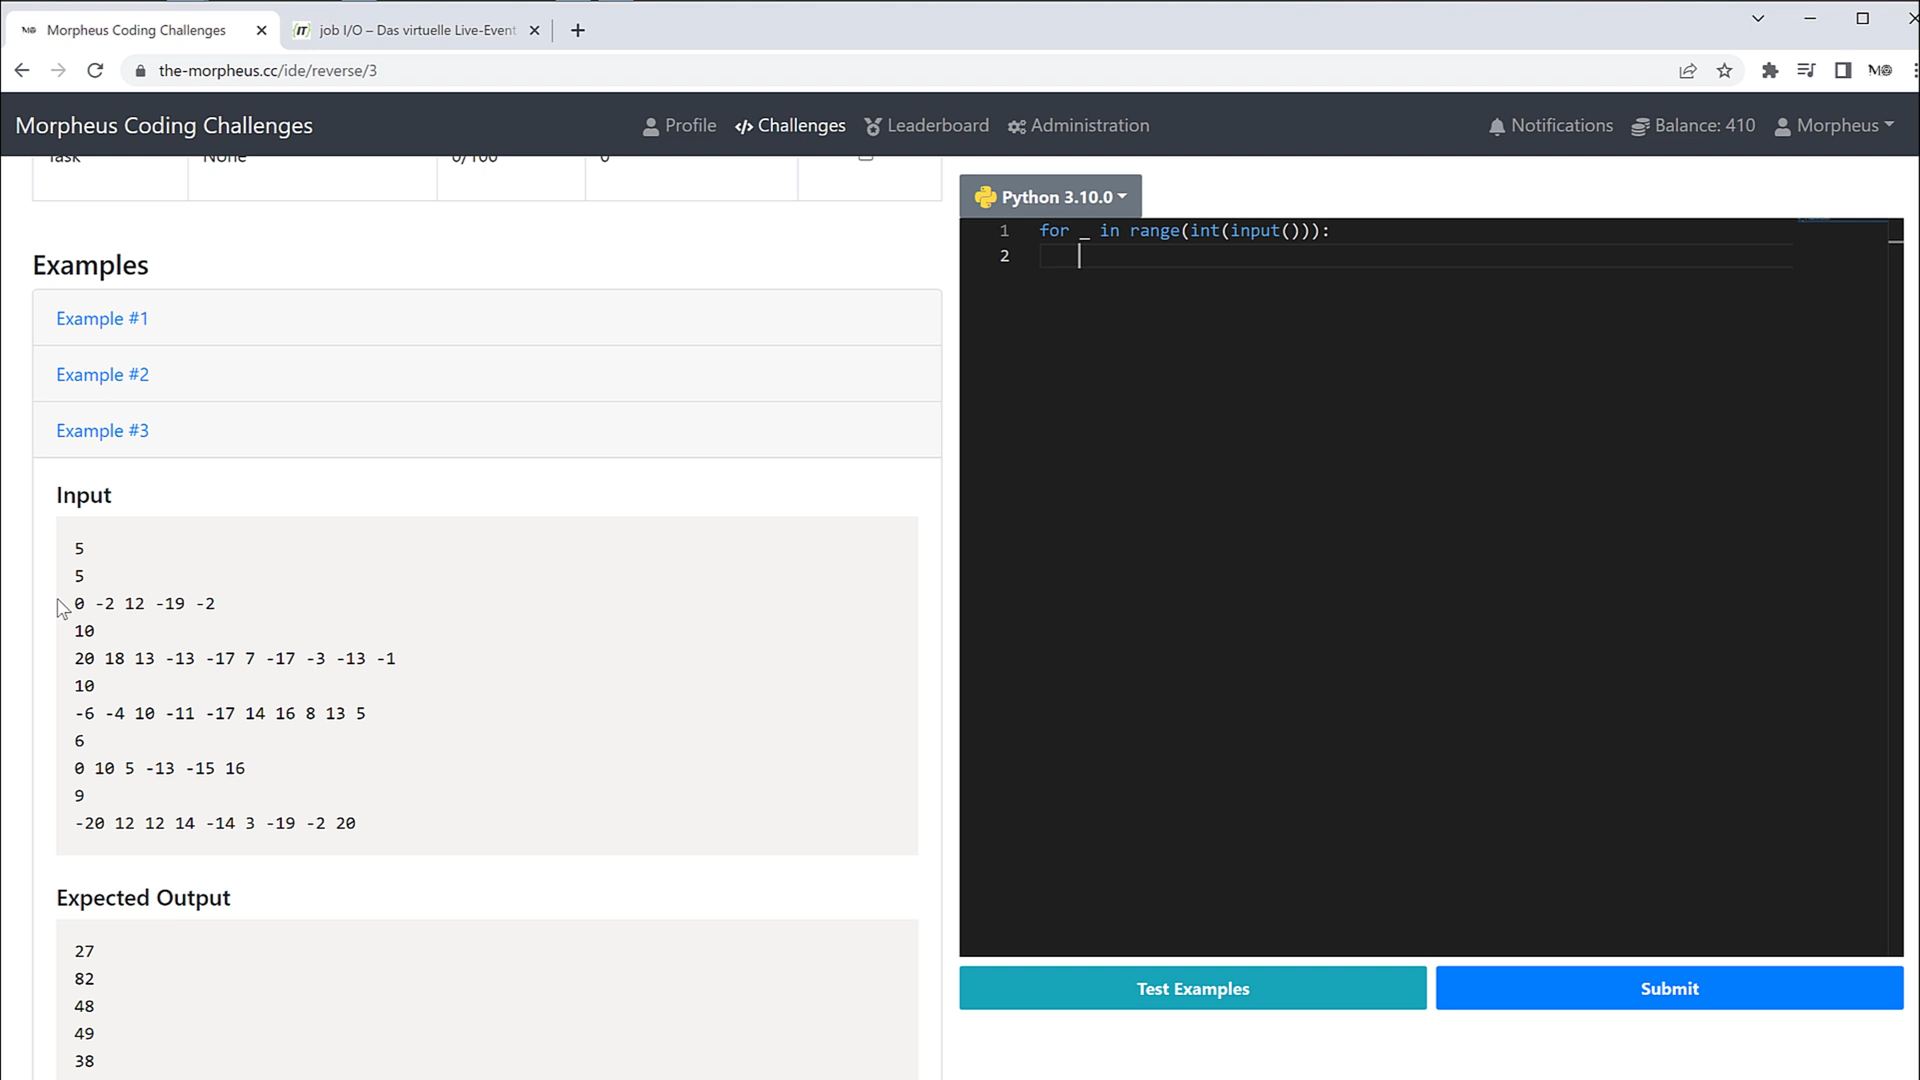 Morpheus Coding Challenges
job I/O – Das virtuelle Live-Event
the-morpheus.cc/ide/reverse/3
Morpheus Coding Challenges
Profile
Challenges
Leaderboard
Administration
Notifications
Balance: 410
Morpheus
Task None 0/100 0
Examples
Example #1
Example #2
Example #3
Input
5
5
0 -2 12 -19 -2
10
20 18 13 -13 -17 7 -17 -3 -13 -1
10
-6 -4 10 -11 -17 14 16 8 13 5
6
0 10 5 -13 -15 16
9
-20 12 12 14 -14 3 -19 -2 20
Expected Output
27
82
48
49
38
Python 3.10.0
1 for _ in range(int(input())):
2
Test Examples
Submit